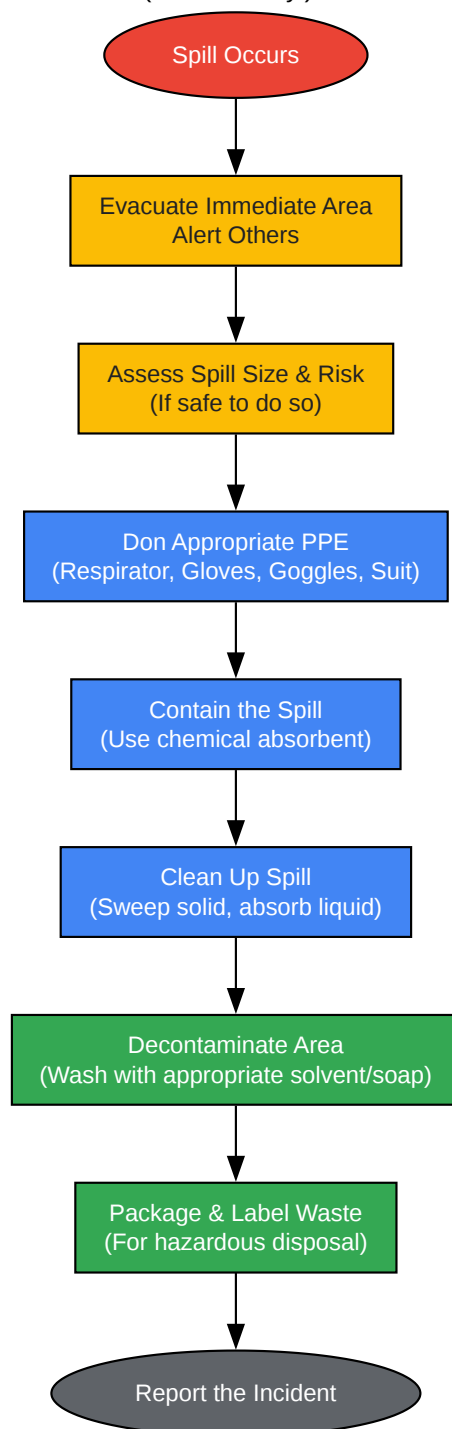 Spill Occurs
Evacuate Immediate Area
Alert Others
Assess Spill Size & Risk
(If safe to do so)
Don Appropriate PPE
(Respirator, Gloves, Goggles, Suit)
Contain the Spill
(Use chemical absorbent)
Clean Up Spill
(Sweep solid, absorb liquid)
Decontaminate Area
(Wash with appropriate solvent/soap)
Package & Label Waste
(For hazardous disposal)
Report the Incident